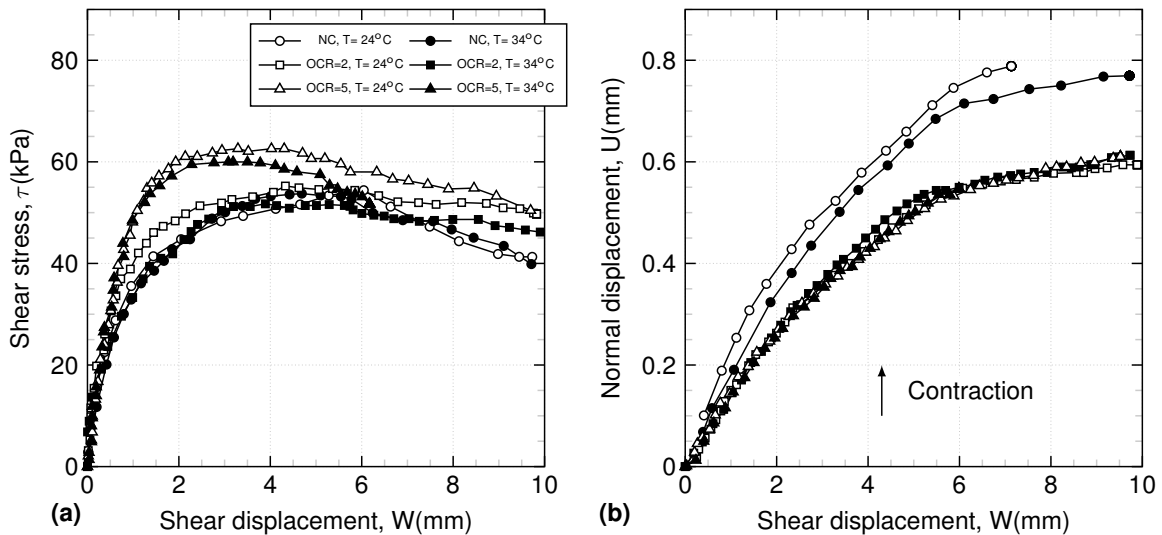 80
60
40
20
0
Shear stress, τ(kPa)
NC, T= 24°C
NC, T= 34°C
OCR=2, T= 24°C
OCR=2, T= 34°C
OCR=5, T= 24°C
OCR=5, T= 34°C
0 2 4 6 8 10
(a)
Shear displacement, W(mm)
0.8
0.6
0.4
0.2
0
Normal displacement, U(mm)
Contraction
0 2 4 6 8 10
(b)
Shear displacement, W(mm)